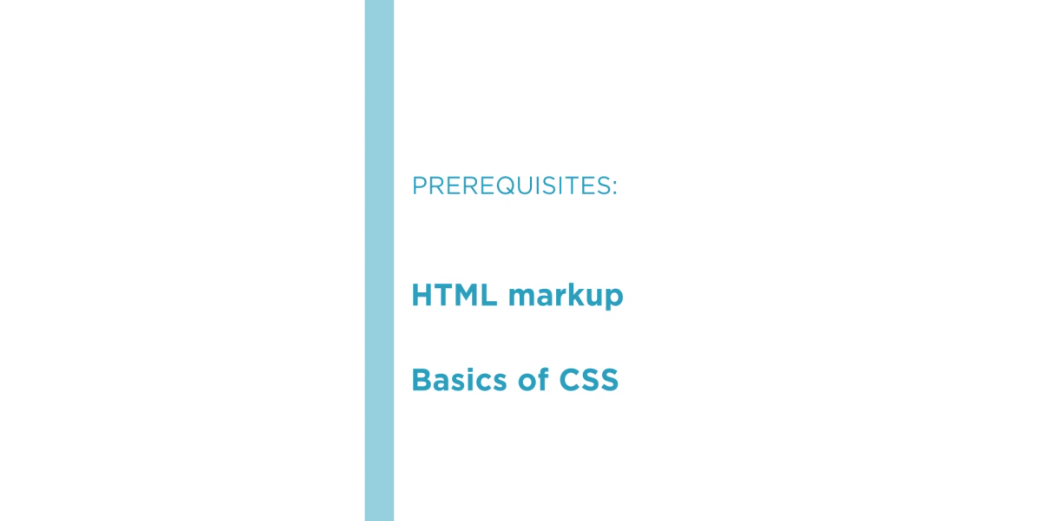 PREREQUISITES:
HTML markup
Basics of CSS